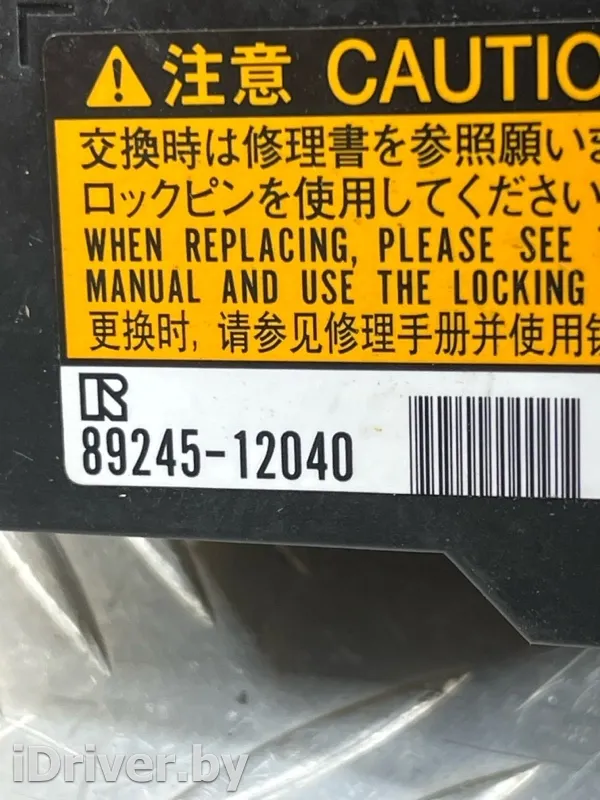 注意 CAUTIO
交換時は修理書を参照願いま
ロックピンを使用してください
WHEN REPLACING, PLEASE SEE
MANUAL AND USE THE LOCKING
更换时, 请参见修理手册并使用
R
89245-12040
iDriver.by